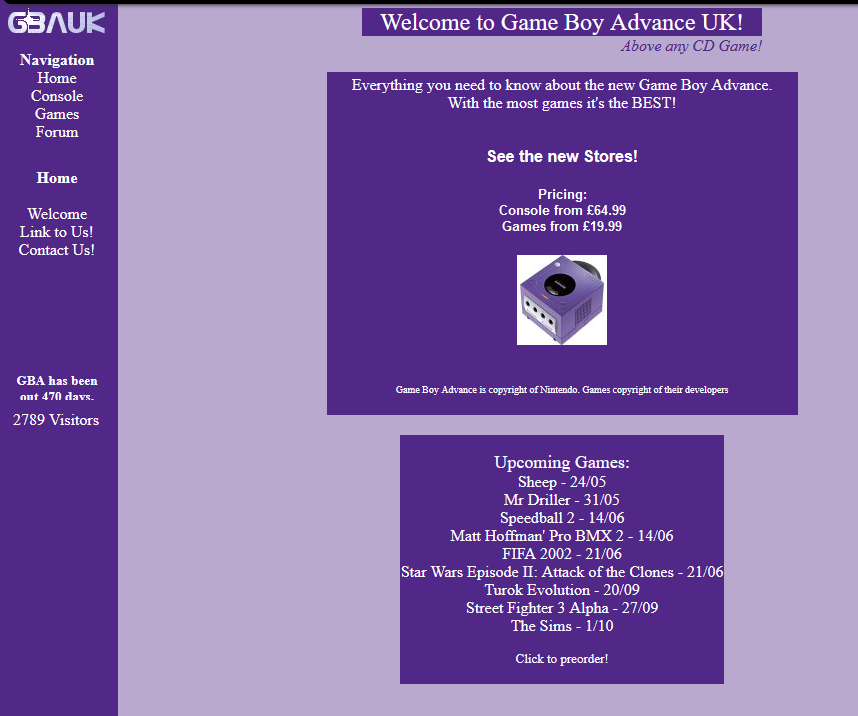 GBAUK
Navigation
Home
Console
Games
Forum
Home
Welcome
Link to Us!
Contact Us!
GBA has been
out 470 days.
2789 Visitors
Welcome to Game Boy Advance UK!
Above any CD Game!
Everything you need to know about the new Game Boy Advance.
With the most games it's the BEST!
See the new Stores!
Pricing:
Console from £64.99
Games from £19.99
Game Boy Advance is copyright of Nintendo. Games copyright of their developers
Upcoming Games:
Sheep - 24/05
Mr Driller - 31/05
Speedball 2 - 14/06
Matt Hoffman' Pro BMX 2 - 14/06
FIFA 2002 - 21/06
Star Wars Episode II: Attack of the Clones - 21/06
Turok Evolution - 20/09
Street Fighter 3 Alpha - 27/09
The Sims - 1/10
Click to preorder!